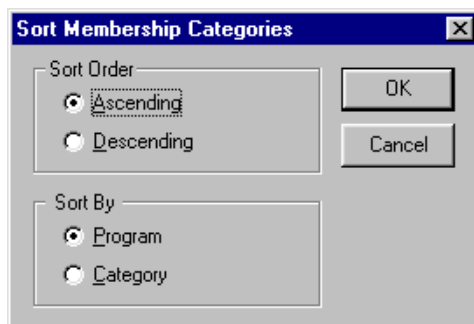 Sort Membership Categories
Sort Order
Ascending
Descending
OK
Cancel
Sort By
Program
Category